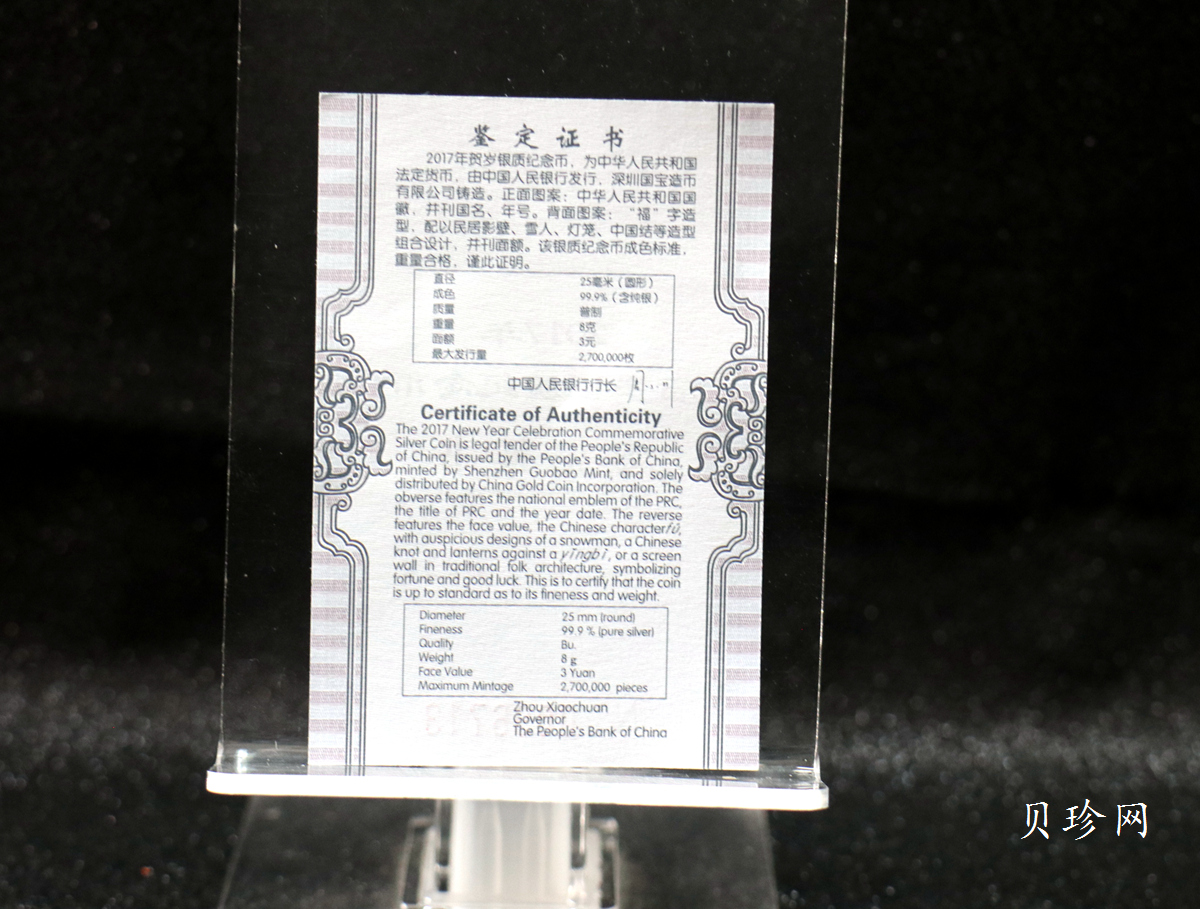 鉴定证书
2017年贺岁银质纪念币，为中华人民共和国
法定货币，由中国人民银行发行，深圳国宝造币
有限公司铸造。正面图案：中华人民共和国国
徽，并刊国名、年号。背面图案：“福”字造
型，配以民居影壁、雪人、灯笼、中国结等造型
组合设计，并刊面额。该银质纪念币成色标准，
重量合格，谨此证明。
直径 25毫米（圆形）
成色 99.9%（含纯银）
质量 普制
重量 8克
面额 3元
最大发行量 2,700,000枚
中国人民银行行长
Certificate of Authenticity
The 2017 New Year Celebration Commemorative
Silver Coin is legal tender of the People's Republic
of China, issued by the People's Bank of China,
minted by Shenzhen Guobao Mint, and solely
distributed by China Gold Coin Incorporation. The
obverse features the national emblem of the PRC,
the title of PRC and the year date. The reverse
features the face value, the Chinese character fú,
with auspicious designs of a snowman, a Chinese
knot and lanterns against a yǐngbì, or a screen
wall in traditional folk architecture, symbolizing
fortune and good luck. This is to certify that the coin
is up to standard as to its fineness and weight.
Diameter 25 mm (round)
Fineness 99.9 % (pure silver)
Quality Bu.
Weight 8 g
Face Value 3 Yuan
Maximum Mintage 2,700,000 pieces
Zhou Xiaochuan
Governor
The People's Bank of China
贝珍网